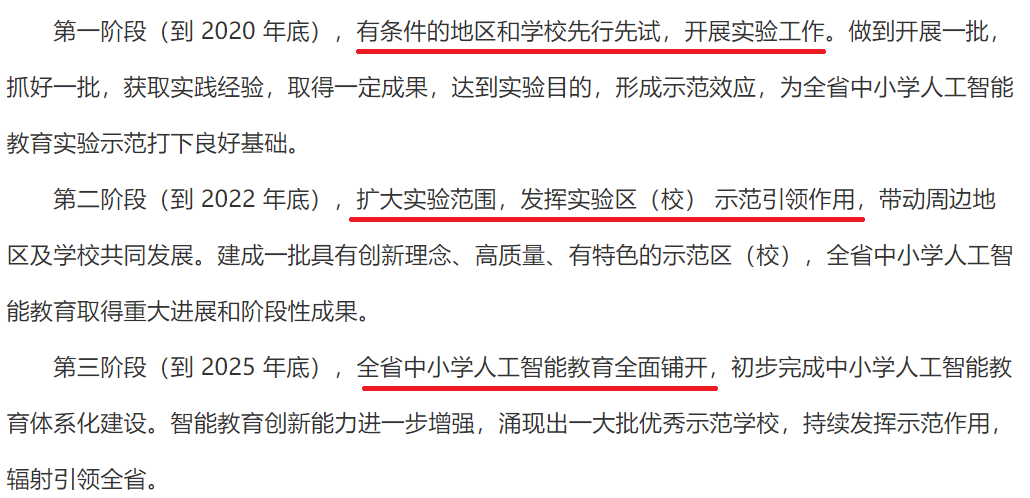 第一阶段（到 2020 年底），有条件的地区和学校先行先试，开展实验工作。做到开展一批，
抓好一批，获取实践经验，取得一定成果，达到实验目的，形成示范效应，为全省中小学人工智能
教育实验示范打下良好基础。
第二阶段（到 2022 年底），扩大实验范围，发挥实验区（校） 示范引领作用，带动周边地
区及学校共同发展。建成一批具有创新理念、高质量、有特色的示范区（校），全省中小学人工智
能教育取得重大进展和阶段性成果。
第三阶段（到 2025 年底），全省中小学人工智能教育全面铺开，初步完成中小学人工智能教
育体系化建设。智能教育创新能力进一步增强，涌现出一大批优秀示范学校，持续发挥示范作用，
辐射引领全省。